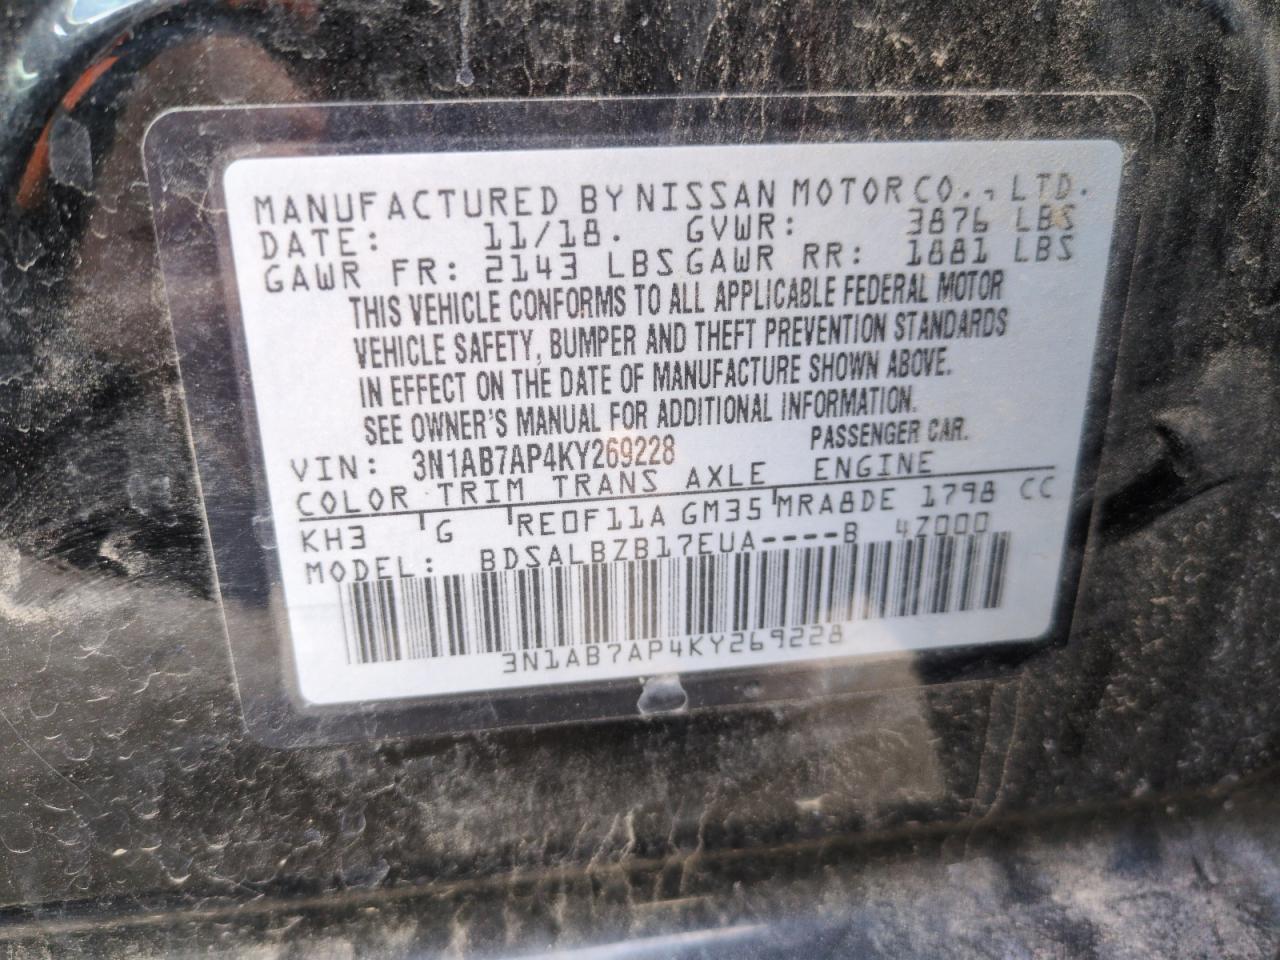 MANUFACTURED BY NISSAN MOTOR CO., LTD.
DATE: 11/18. GVWR: 3876 LBS
GAWR FR: 2143 LBS GAWR RR: 1881 LBS
THIS VEHICLE CONFORMS TO ALL APPLICABLE FEDERAL MOTOR
VEHICLE SAFETY, BUMPER AND THEFT PREVENTION STANDARDS
IN EFFECT ON THE DATE OF MANUFACTURE SHOWN ABOVE.
SEE OWNER'S MANUAL FOR ADDITIONAL INFORMATION.
VIN: 3N1AB7AP4KY269228 PASSENGER CAR.
COLOR TRIM TRANS AXLE ENGINE
KH3 G RE0F11A GM35 MRA8DE 1798 CC
MODEL: BDSALBZB17EUA----B 4Z000
3N1AB7AP4KY269228